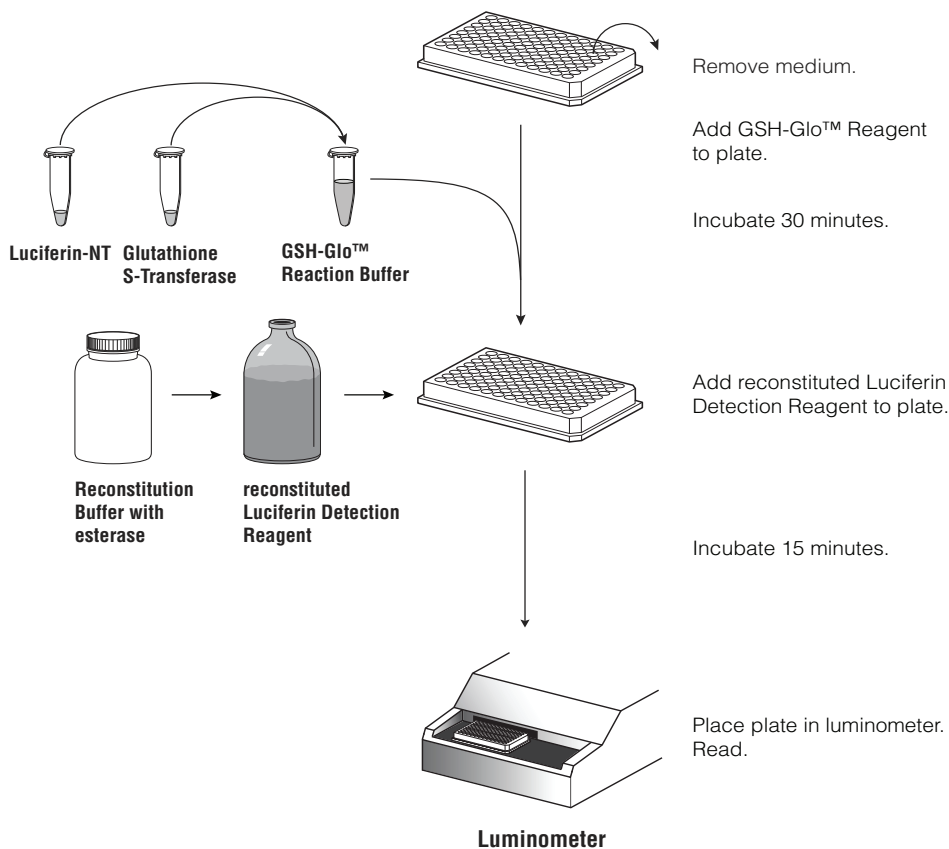 Remove medium.
Add GSH-Glo™ Reagent
to plate.
Incubate 30 minutes.
Luciferin-NT
Glutathione
S-Transferase
GSH-Glo™
Reaction Buffer
Add reconstituted Luciferin
Detection Reagent to plate.
Reconstitution
Buffer with
esterase
reconstituted
Luciferin Detection
Reagent
Incubate 15 minutes.
Place plate in luminometer.
Read.
Luminometer